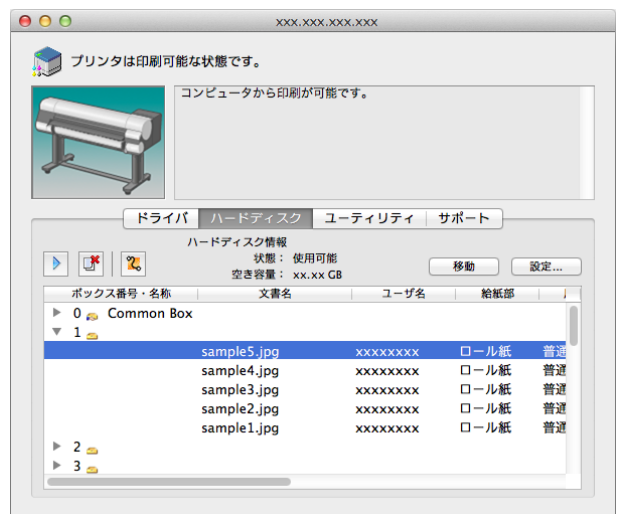 xxx.xxx.xxx.xxx
プリンタは印刷可能な状態です。
コンピュータから印刷が可能です。
ドライバ ハードディスク ユーティリティ サポート
ハードディスク情報
状態： 使用可能
空き容量： xx.xx GB
移動 設定...
ボックス番号・名称 文書名 ユーザ名 給紙部
0 Common Box
1
sample5.jpg xxxxxxxx ロール紙 普通
sample4.jpg xxxxxxxx ロール紙 普通
sample3.jpg xxxxxxxx ロール紙 普通
sample2.jpg xxxxxxxx ロール紙 普通
sample1.jpg xxxxxxxx ロール紙 普通
2
3